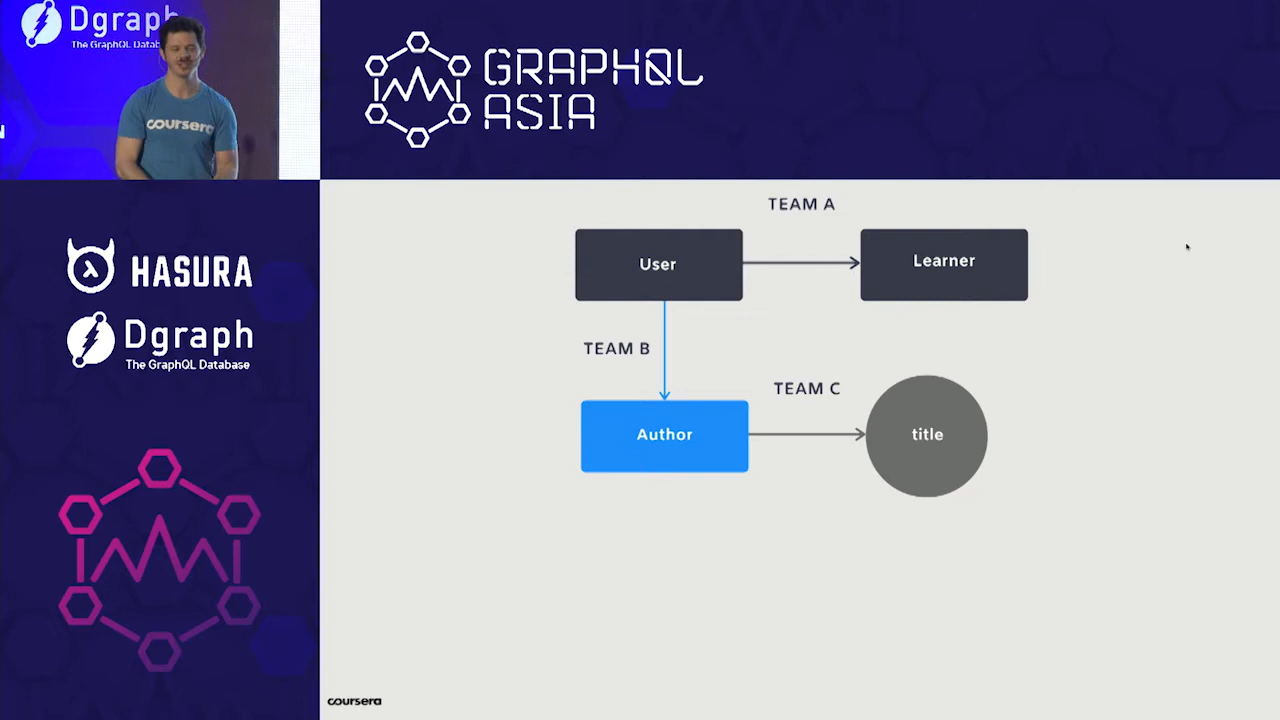 Dgraph
The GraphQL Datab
N
coursera
GRAPHQL
ASIA
HASURA
Dgraph
The GraphQL Database
TEAM A
User
Learner
TEAM B
TEAM C
Author
title
coursera